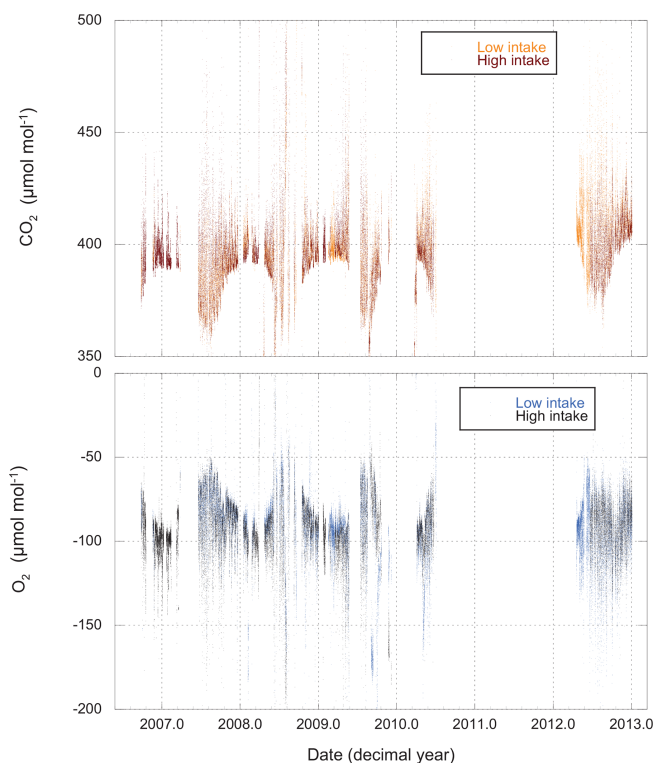 500
450
400
350
CO2 (µmol mol-1)
Low intake
High intake
0
-50
-100
-150
-200
O2 (µmol mol-1)
Low intake
High intake
2007.0 2008.0 2009.0 2010.0 2011.0 2012.0 2013.0
Date (decimal year)